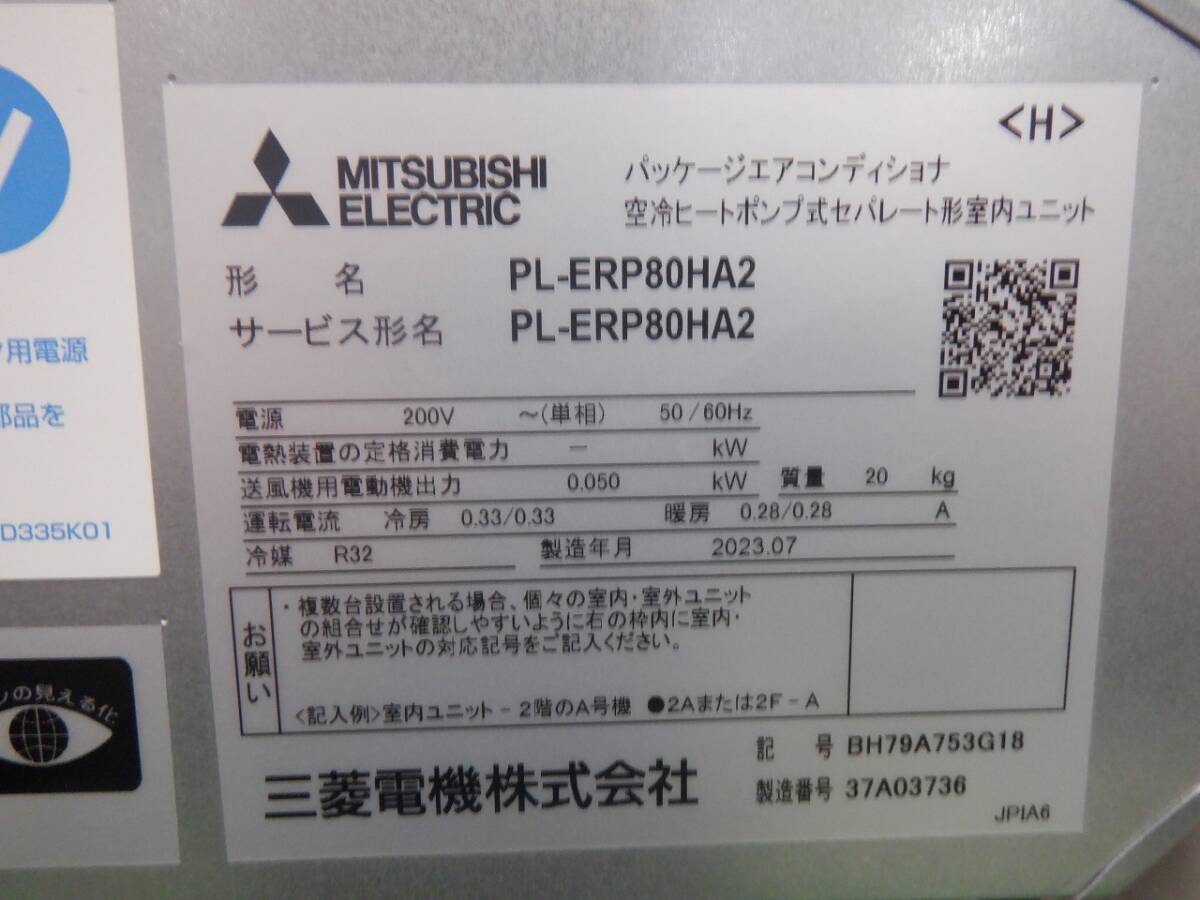 <H>
MITSUBISHI
ELECTRIC
パッケージエアコンディショナ
空冷ヒートポンプ式セパレート形室内ユニット
形 名 PL-ERP80HA2
サービス形名 PL-ERP80HA2
電源 200V ～(単相) 50/60Hz
電熱装置の定格消費電力 － kW
送風機用電動機出力 0.050 kW 質量 20 kg
運転電流 冷房 0.33/0.33 暖房 0.28/0.28 A
冷媒 R32 製造年月 2023.07
お願い
・複数台設置される場合、個々の室内・室外ユニット
の組合せが確認しやすいように右の枠内に室内・
室外ユニットの対応記号をご記入ください。
<記入例>室内ユニット－2階のA号機 ●2Aまたは2F－A
三菱電機株式会社
記 号 BH79A753G18
製造番号 37A03736
JPIA6
用電源
部品を
D335K01
ンの見える化